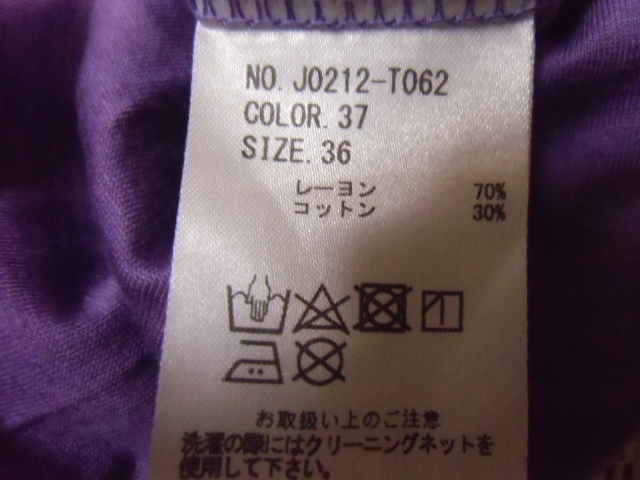 NO. J0212-T062
COLOR. 37
SIZE. 36
レーヨン 70%
コットン 30%
お取扱い上のご注意
洗濯の際にはクリーニングネットを
使用して下さい。